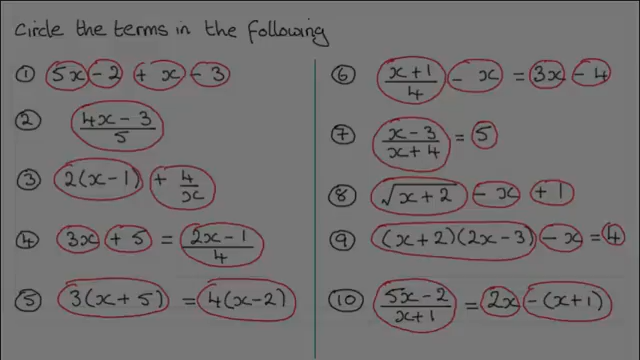 Circle the terms in the following
① 5x - 2 + x - 3
② (4x - 3)/5
③ 2(x - 1) + 4/x
④ 3x + 5 = (2x - 1)/4
⑤ 3(x + 5) = 4(x - 2)
⑥ (x + 1)/4 - x = 3x - 4
⑦ (x - 3)/(x + 4) = 5
⑧ √(x + 2) - x + 1
⑨ (x + 2)(2x - 3) - x = 4
⑩ (5x - 2)/(x + 1) = 2x - (x + 1)